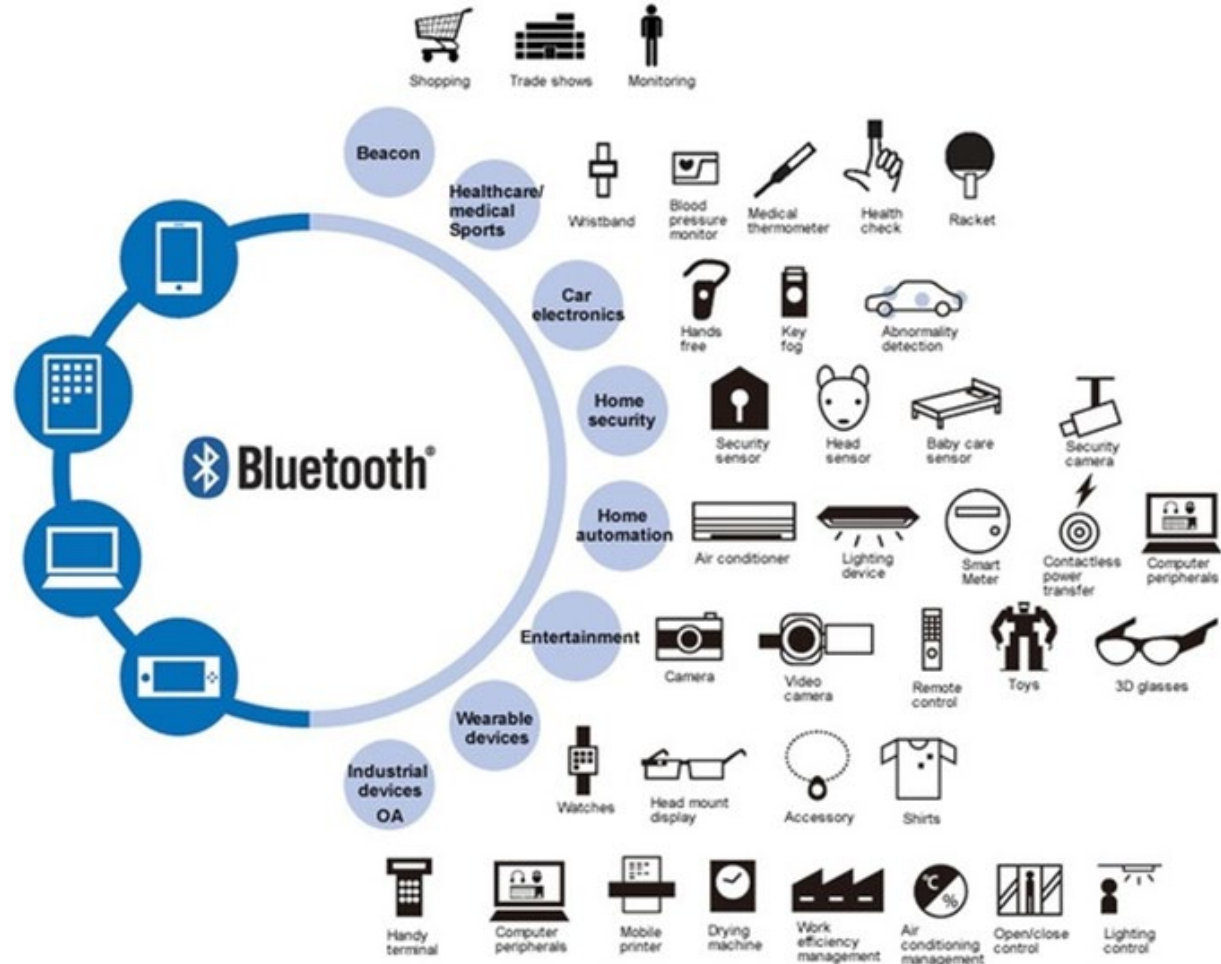 Shopping
Trade shows
Monitoring
Beacon
Healthcare/
medical
Sports
Wristband
Blood
pressure
monitor
Medical
thermometer
Health
check
Racket
Car
electronics
Hands
free
Key
fog
Abnormality
detection
Home
security
Security
sensor
Head
sensor
Baby care
sensor
Security
camera
Bluetooth®
Home
automation
Air conditioner
Lighting
device
Smart
Meter
Contactless
power
transfer
Computer
peripherals
Entertainment
Camera
Video
camera
Remote
control
Toys
3D glasses
Wearable
devices
Watches
Head mount
display
Accessory
Shirts
Industrial
devices
OA
Handy
terminal
Computer
peripherals
Mobile
printer
Drying
machine
Work
efficiency
management
°C
%
Air
conditioning
management
Open/close
control
Lighting
control